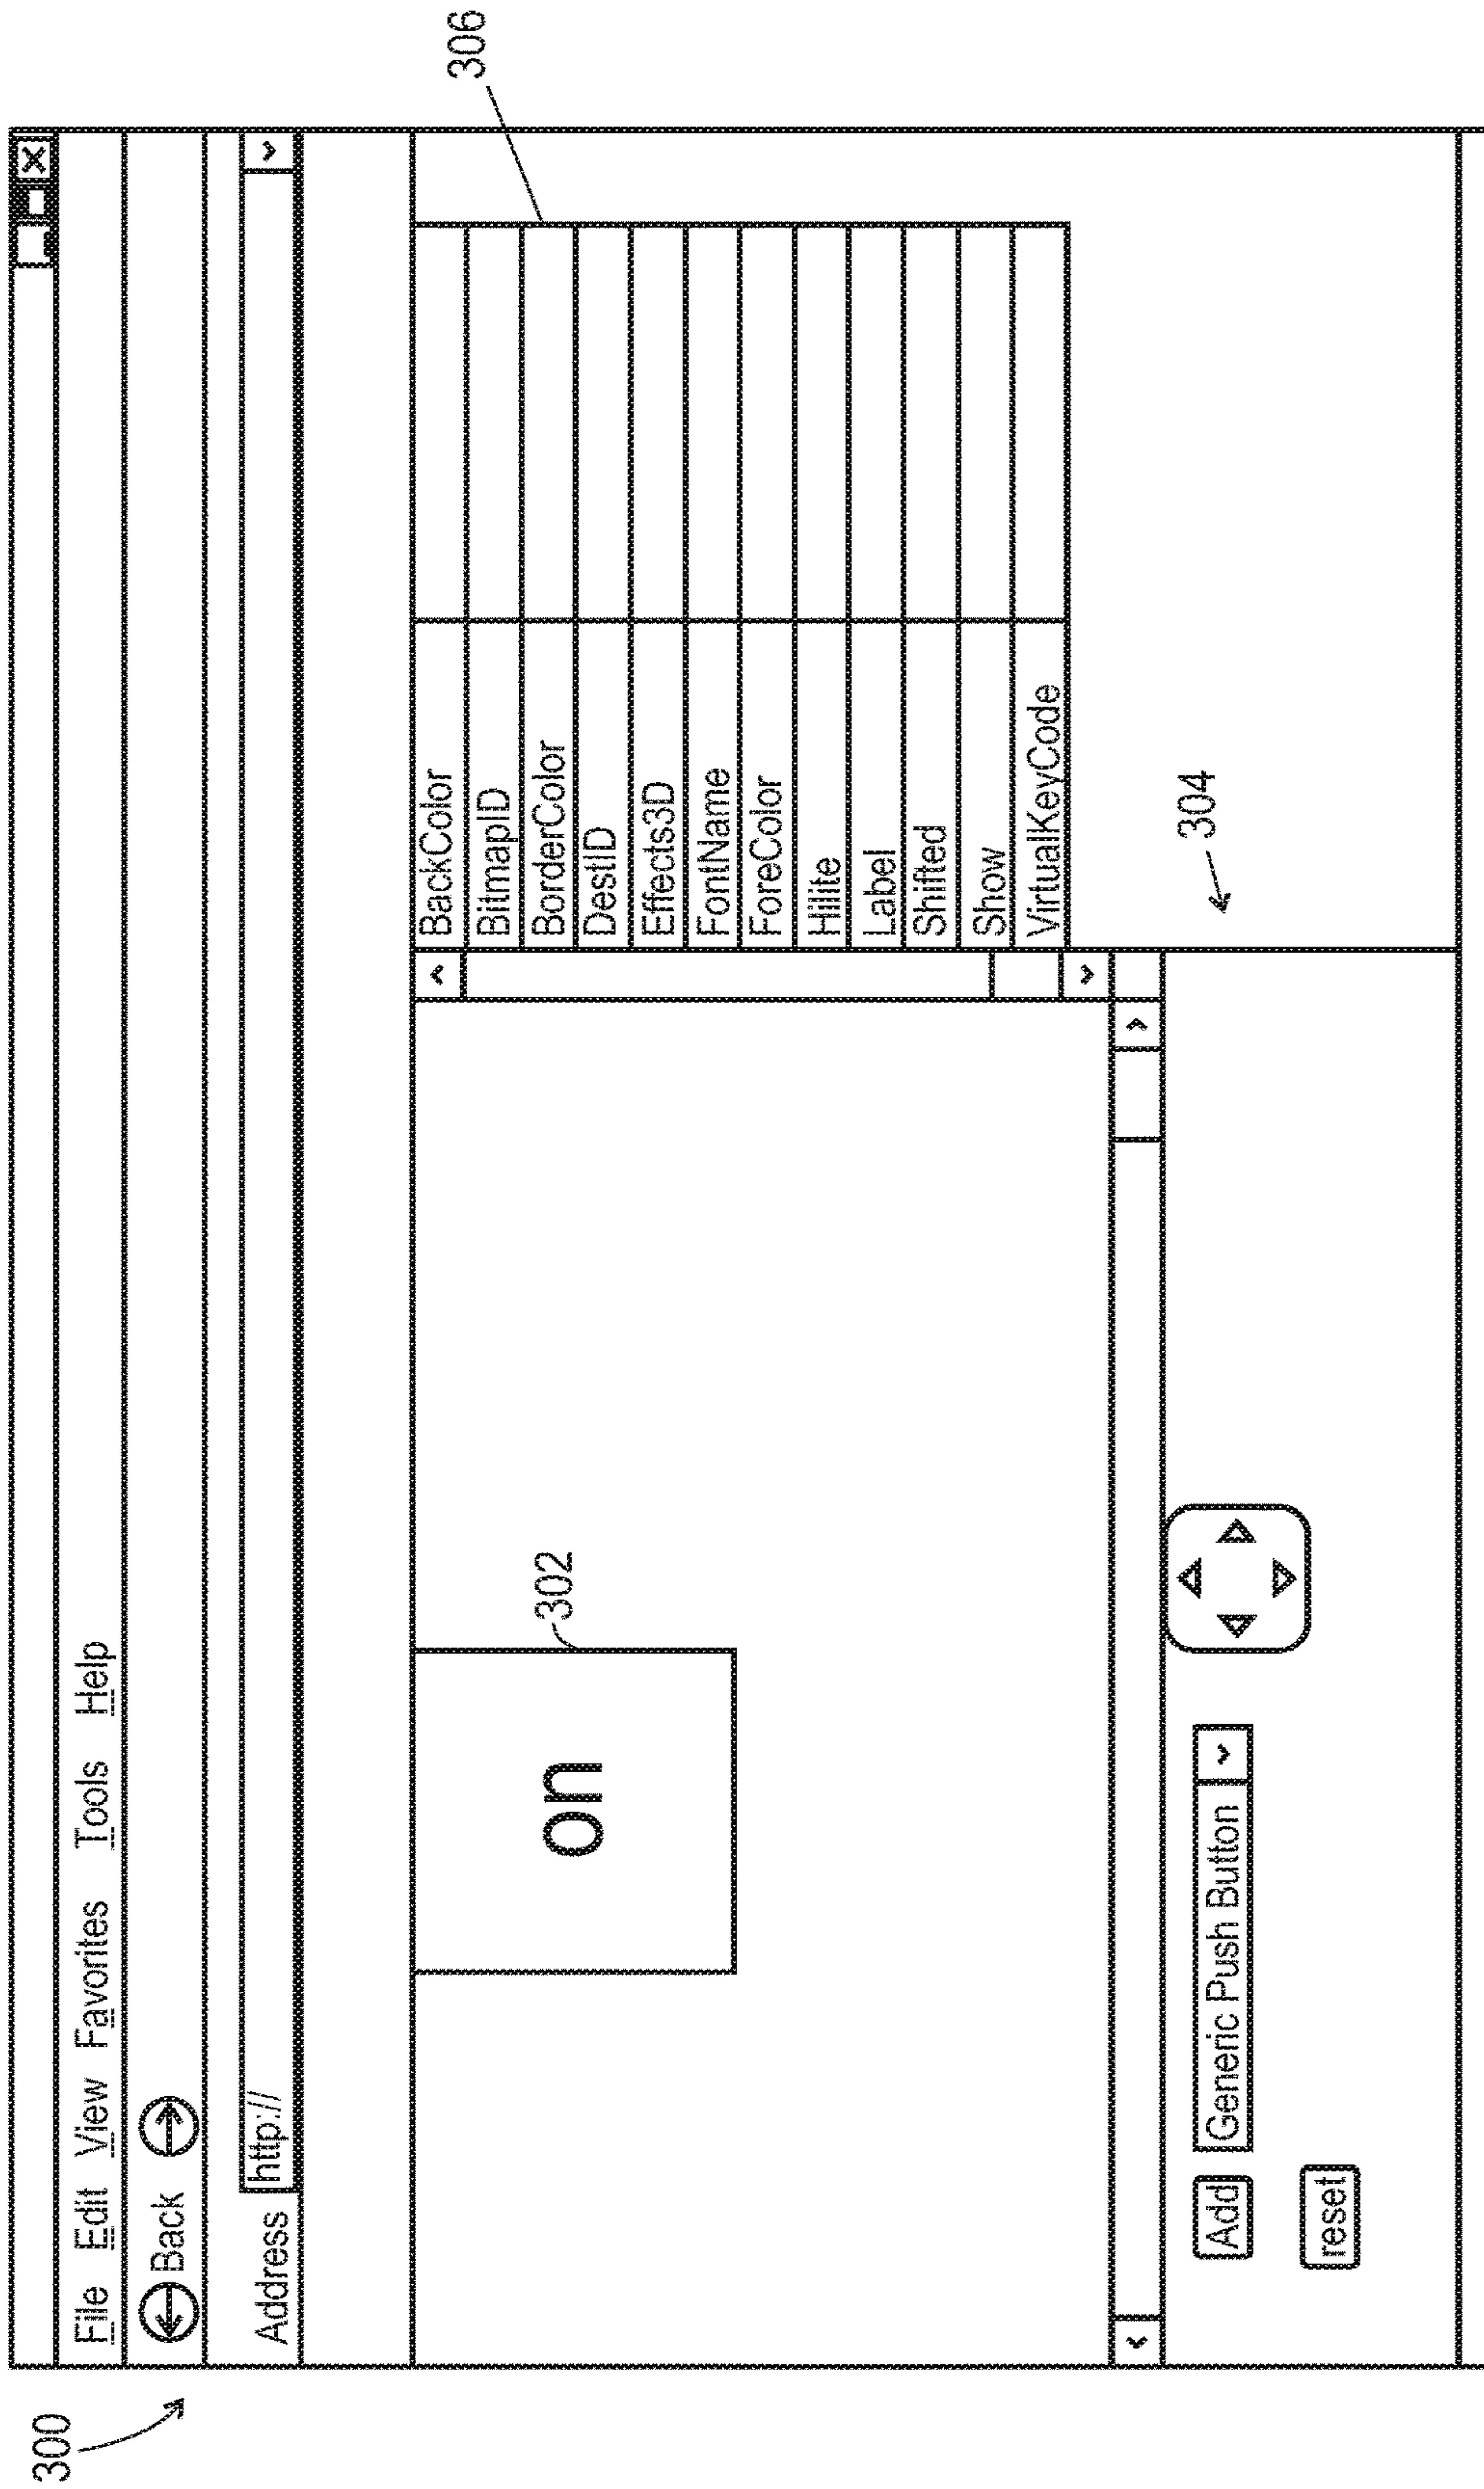 300
File Edit View Favorites Tools Help
Back
Address http://
302
on
306
BackColor
BitmapID
BorderColor
DestID
Effects3D
FontName
ForeColor
Hilite
Label
Shifted
Show
VirtualKeyCode
304
Add Generic Push Button
reset